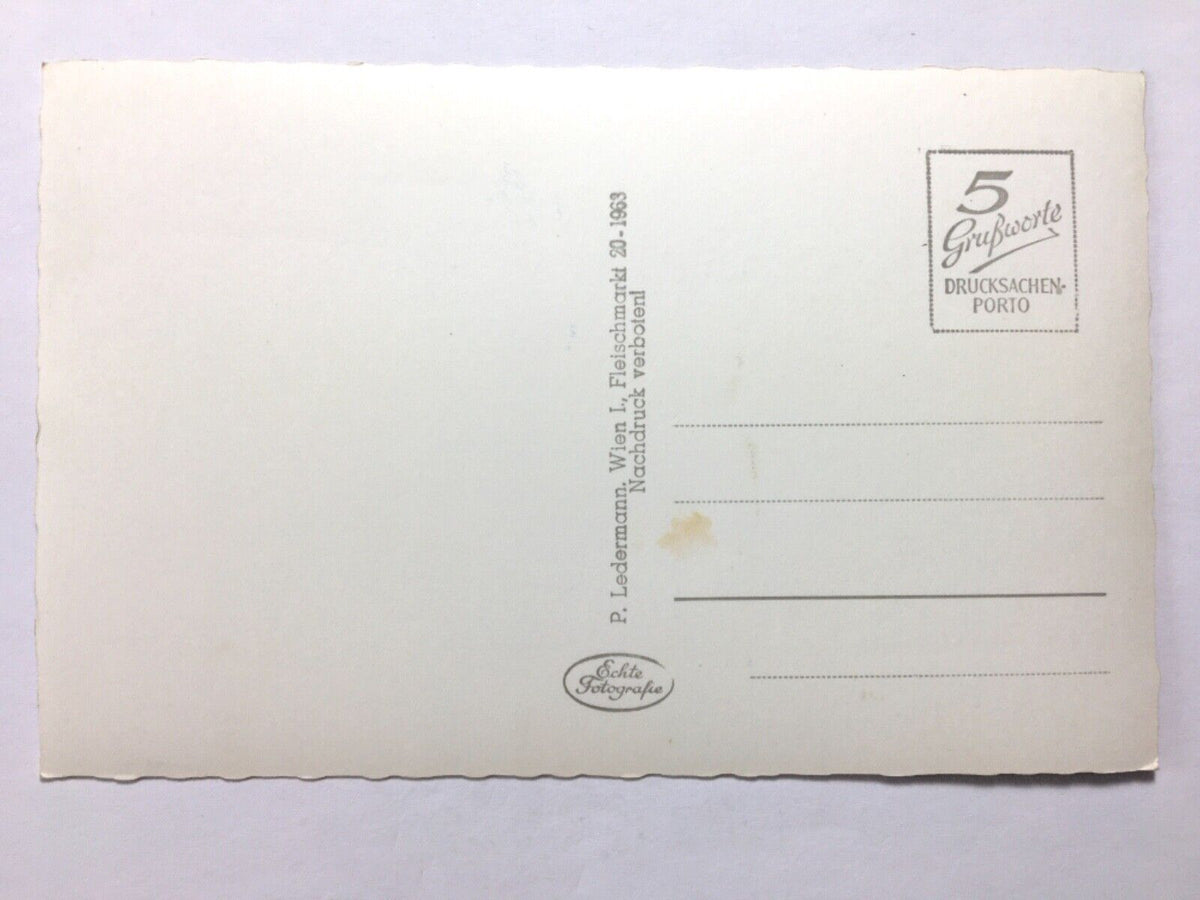 5
Grußworte
DRUCKSACHEN-
PORTO
P. Ledermann, Wien I., Fleischmarkt 20-1963
Nachdruck verboten!
Echte
Fotografie